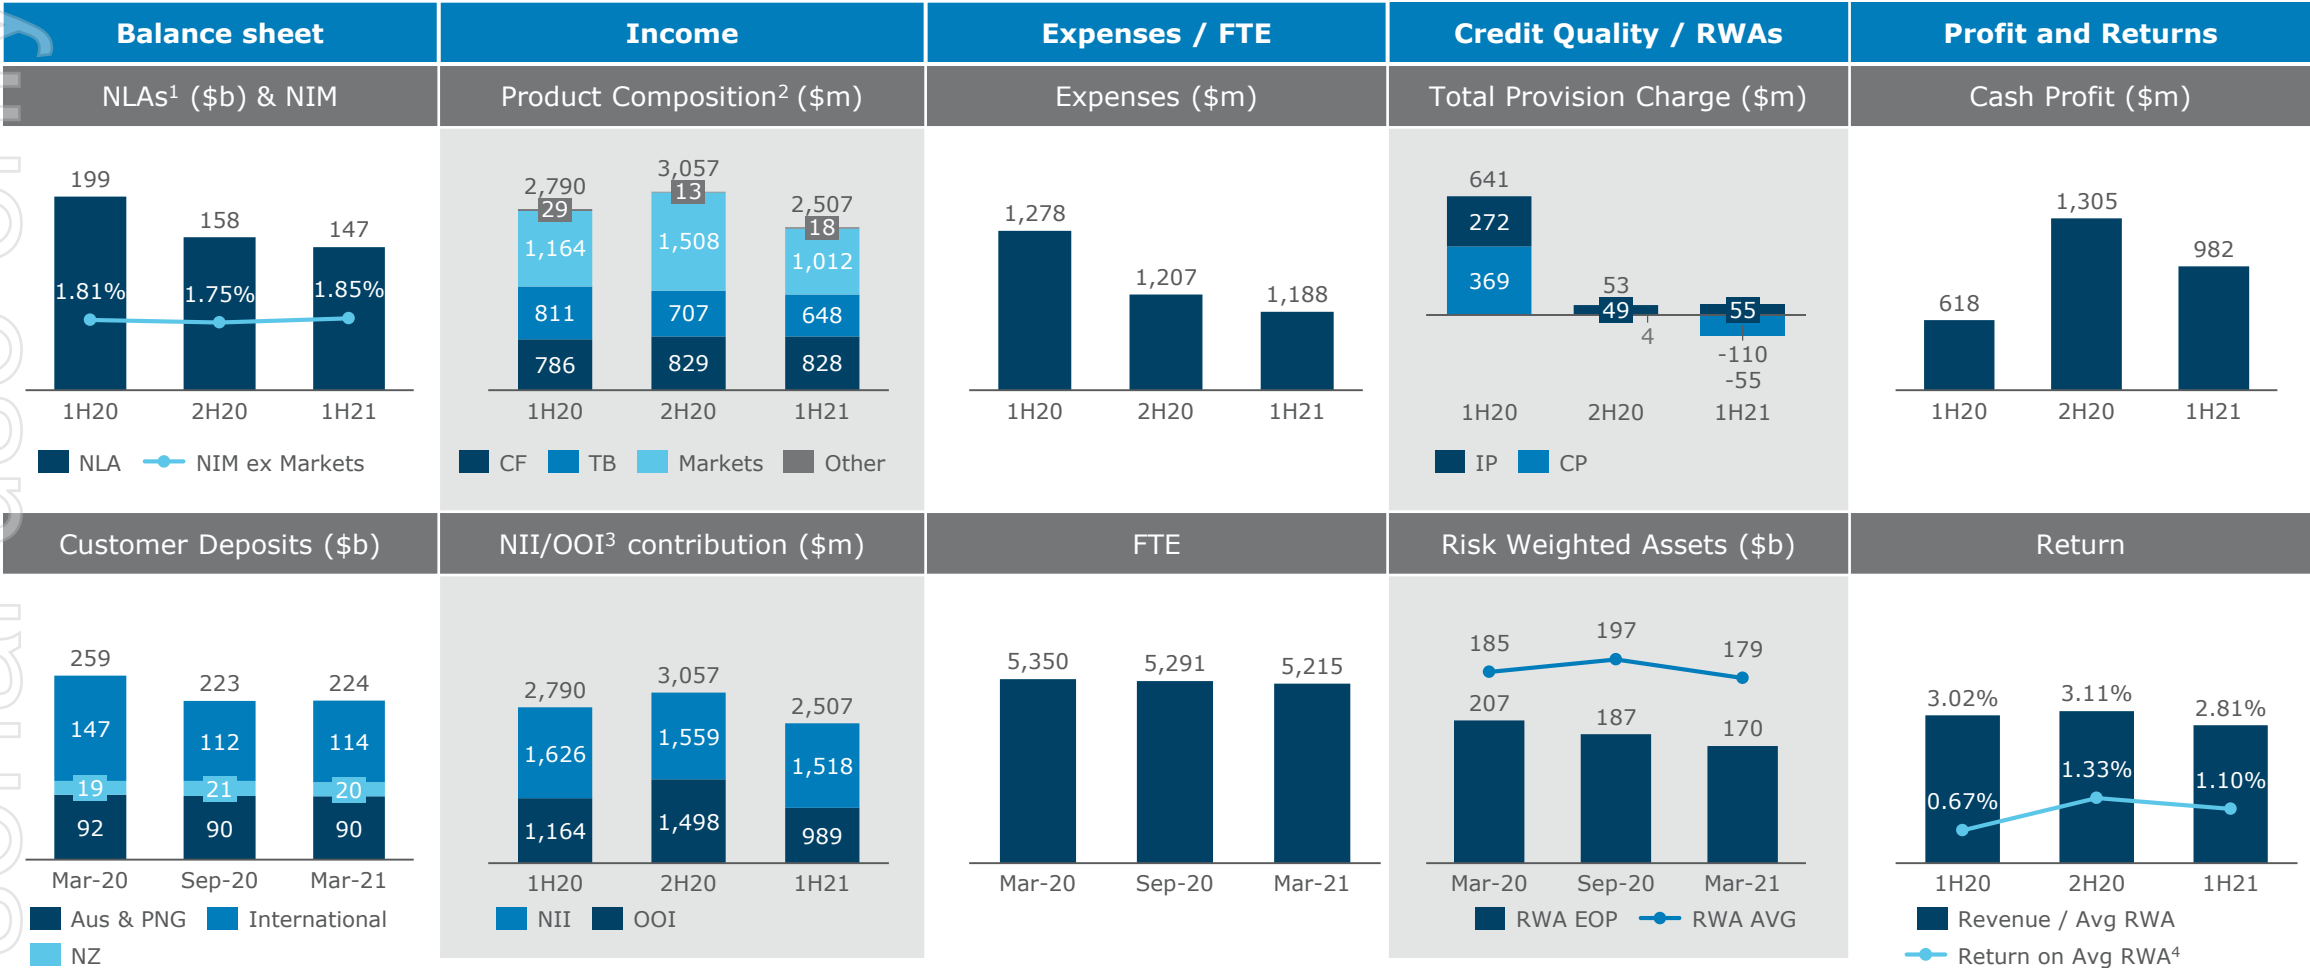 Balance sheet
Income
Expenses / FTE
Credit Quality / RWAs
Profit and Returns
NLAs¹ ($b) & NIM
Product Composition² ($m)
Expenses ($m)
Total Provision Charge ($m)
Cash Profit ($m)
199
158
147
1.81%
1.75%
1.85%
1H20
2H20
1H21
NLA
NIM ex Markets
2,790
3,057
2,507
29
13
18
1,164
1,508
1,012
811
707
648
786
829
828
1H20
2H20
1H21
CF
TB
Markets
Other
1,278
1,207
1,188
1H20
2H20
1H21
641
272
369
53
49
4
55
-110
-55
1H20
2H20
1H21
IP
CP
618
1,305
982
1H20
2H20
1H21
Customer Deposits ($b)
NII/OOI³ contribution ($m)
FTE
Risk Weighted Assets ($b)
Return
259
223
224
147
112
114
19
21
20
92
90
90
Mar-20
Sep-20
Mar-21
Aus & PNG
International
NZ
2,790
3,057
2,507
1,626
1,559
1,518
1,164
1,498
989
1H20
2H20
1H21
NII
OOI
5,350
5,291
5,215
Mar-20
Sep-20
Mar-21
185
197
179
207
187
170
Mar-20
Sep-20
Mar-21
RWA EOP
RWA AVG
3.02%
3.11%
2.81%
0.67%
1.33%
1.10%
1H20
2H20
1H21
Revenue / Avg RWA
Return on Avg RWA⁴